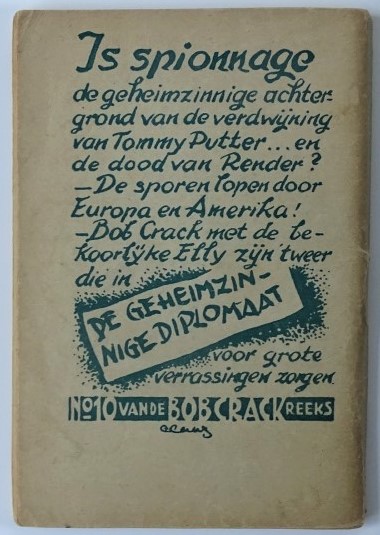 Is spionnage
de geheimzinnige achter-
grond van de verdwijning
van Tommy Putter... en
de dood van Render?
—De sporen lopen door
Europa en Amerika!
—Bob Crack met de be-
koorlijke Elly zijn 'tweer
die in
DE GEHEIMZIN-
NIGE DIPLOMAAT
voor grote
verrassingen zorgen.
No10 VAN DE BOB CRACK REEKS